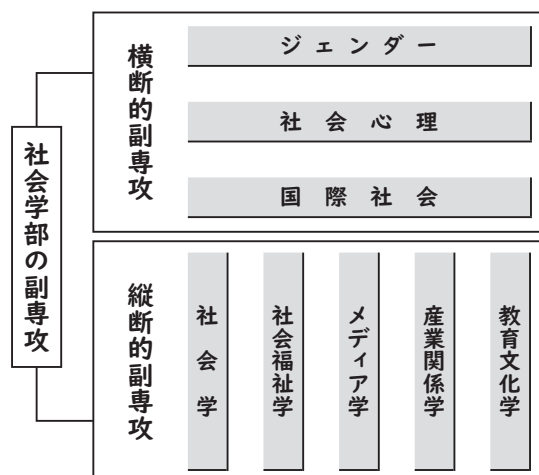 社会学部の副専攻
横断的副専攻
ジェンダー
社会心理
国際社会
縦断的副専攻
社会学
社会福祉学
メディア学
産業関係学
教育文化学